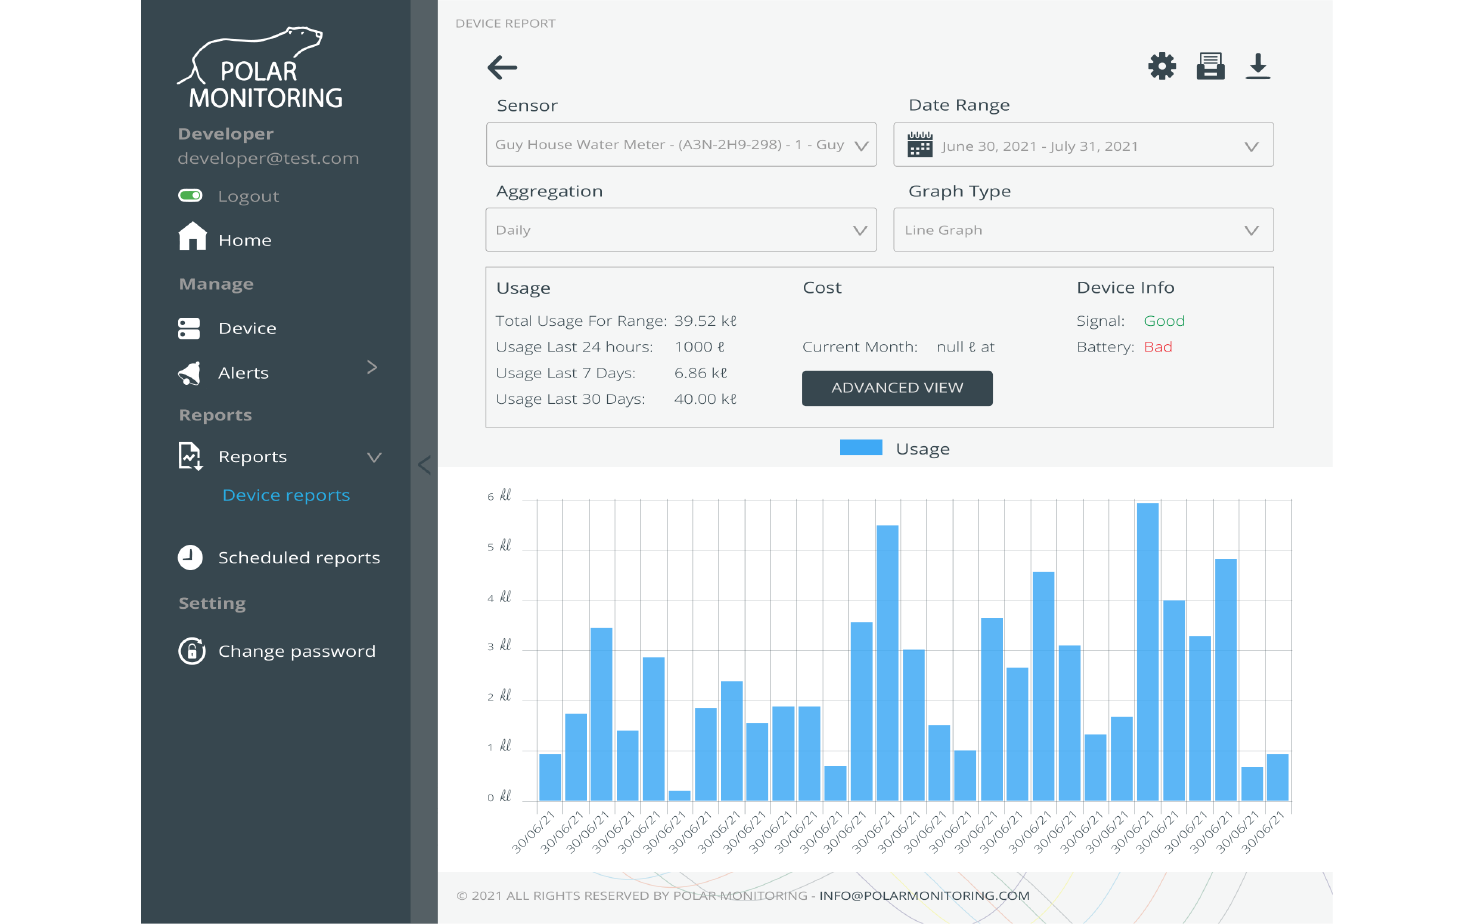 POLAR
MONITORING
Developer
developer@test.com
Logout
Home
Manage
Device
Alerts
Reports
Reports
Device reports
Scheduled reports
Setting
Change password
DEVICE REPORT
Sensor
Date Range
Guy House Water Meter - (A3N-2H9-298) - 1 - Guy
June 30, 2021 - July 31, 2021
Aggregation
Graph Type
Daily
Line Graph
Usage
Cost
Device Info
Total Usage For Range: 39.52 kℓ
Signal: Good
Usage Last 24 hours: 1000 ℓ
Current Month: null ℓ at
Battery: Bad
Usage Last 7 Days: 6.86 kℓ
ADVANCED VIEW
Usage Last 30 Days: 40.00 kℓ
Usage
6 kl
5 kl
4 kl
3 kl
2 kl
1 kl
0 kl
30/06/21 30/06/21 30/06/21 30/06/21 30/06/21 30/06/21 30/06/21 30/06/21 30/06/21 30/06/21 30/06/21 30/06/21 30/06/21 30/06/21 30/06/21 30/06/21 30/06/21 30/06/21 30/06/21 30/06/21 30/06/21 30/06/21 30/06/21 30/06/21 30/06/21 30/06/21 30/06/21 30/06/21 30/06/21
© 2021 ALL RIGHTS RESERVED BY POLAR MONITORING - INFO@POLARMONITORING.COM